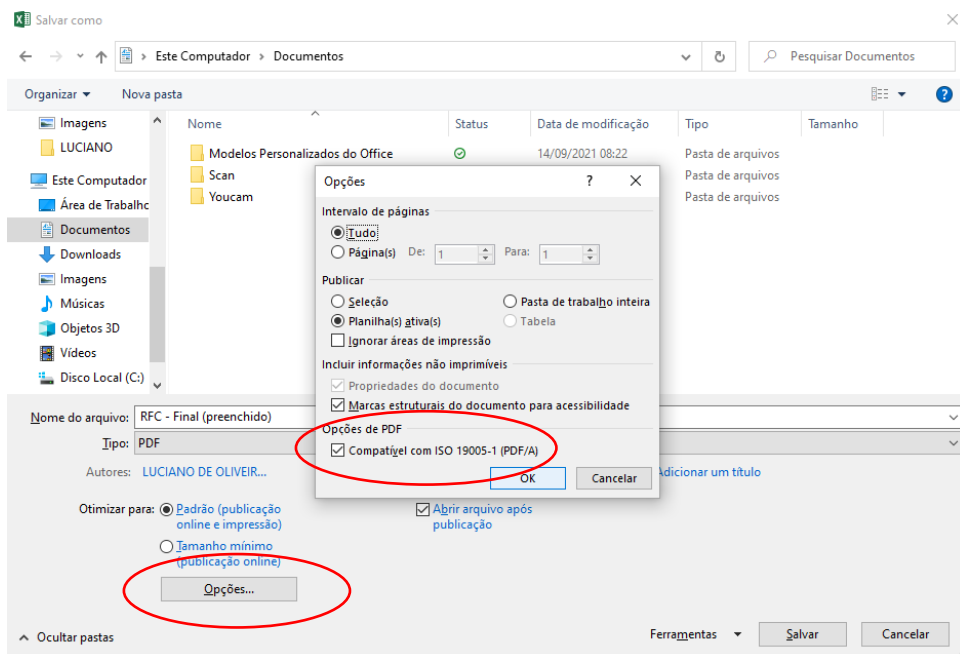 Salvar como
Este Computador › Documentos
Pesquisar Documentos
Organizar
Nova pasta
?
Nome
Status
Data de modificação
Tipo
Tamanho
Imagens
LUCIANO
Este Computador
Área de Trabalho
Documentos
Downloads
Imagens
Músicas
Objetos 3D
Vídeos
Disco Local (C:)
Modelos Personalizados do Office
14/09/2021 08:22
Pasta de arquivos
Scan
Pasta de arquivos
Youcam
Pasta de arquivos
Opções
?
Intervalo de páginas
Tudo
Página(s) De: 1 Para: 1
Publicar
Seleção
Pasta de trabalho inteira
Planilha(s) ativa(s)
Tabela
Ignorar áreas de impressão
Incluir informações não imprimíveis
Propriedades do documento
Marcas estruturais do documento para acessibilidade
Opções de PDF
Compatível com ISO 19005-1 (PDF/A)
OK
Cancelar
Nome do arquivo: RFC - Final (preenchido)
Tipo: PDF
Autores: LUCIANO DE OLIVEIR...
Adicionar um título
Otimizar para:
Padrão (publicação
online e impressão)
Tamanho mínimo
(publicação online)
Abrir arquivo após
publicação
Opções...
Ocultar pastas
Ferramentas
Salvar
Cancelar